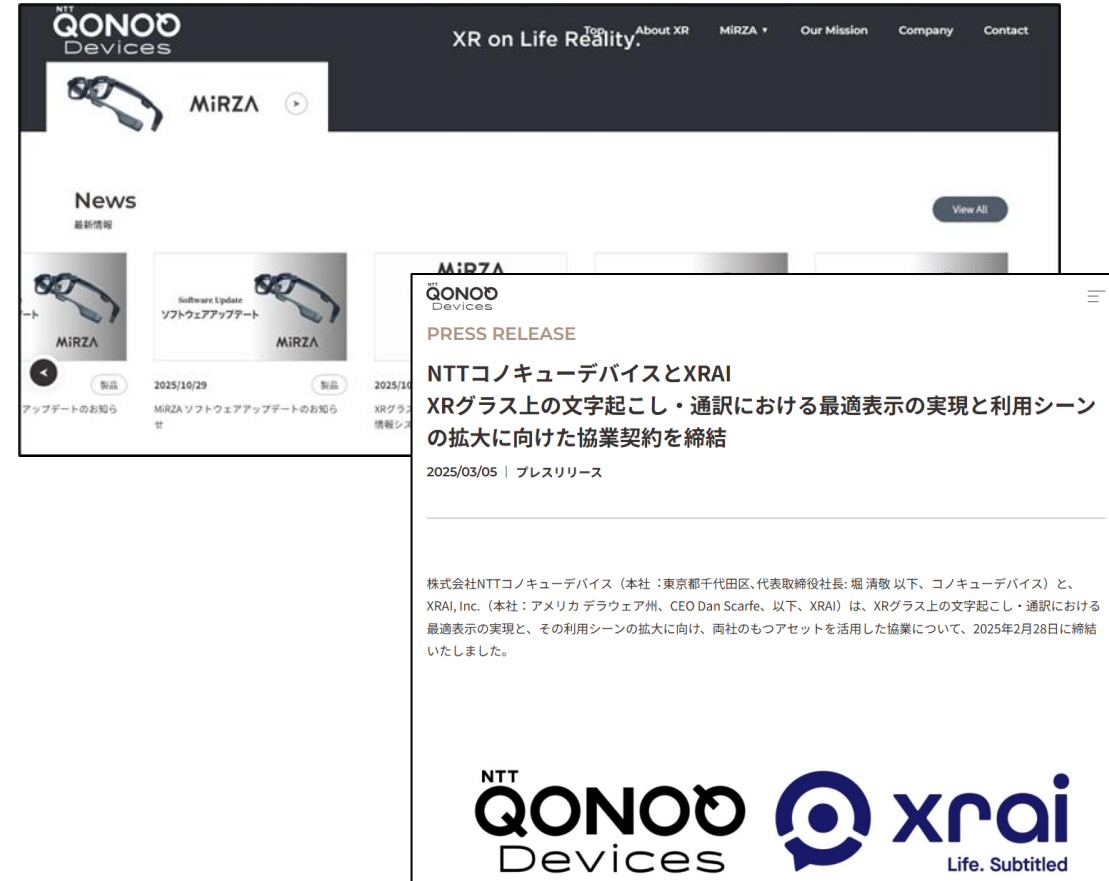 NTT
QONOQ
Devices
XR on Life Reality.
Top
About XR
MiRZA ▼
Our Mission
Company
Contact
MiRZA
News
最新情報
View All
Software Update
ソフトウェアアップデート
MiRZA
ート
MiRZA
MiRZA
製品
アップデートのお知ら
2025/10/29
製品
MiRZA ソフトウェアアップデートのお知ら
せ
2025/10
XRグラス
情報シス
NTT
QONOQ
Devices
PRESS RELEASE
NTTコノキューデバイスとXRAI
XRグラス上の文字起こし・通訳における最適表示の実現と利用シーン
の拡大に向けた協業契約を締結
2025/03/05 | プレスリリース
株式会社NTTコノキューデバイス（本社：東京都千代田区、代表取締役社長: 堀 清敬 以下、コノキューデバイス）と、
XRAI, Inc.（本社：アメリカ デラウェア州、CEO Dan Scarfe、以下、XRAI）は、XRグラス上の文字起こし・通訳における
最適表示の実現と、その利用シーンの拡大に向け、両社のもつアセットを活用した協業について、2025年2月28日に締結
いたしました。
NTT
QONOQ
Devices
xrai
Life. Subtitled